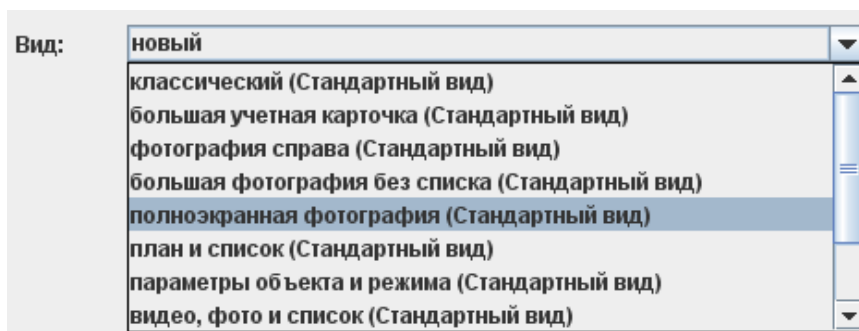 Вид: новый
классический (Стандартный вид)
большая учетная карточка (Стандартный вид)
фотография справа (Стандартный вид)
большая фотография без списка (Стандартный вид)
полноэкранная фотография (Стандартный вид)
план и список (Стандартный вид)
параметры объекта и режима (Стандартный вид)
видео, фото и список (Стандартный вид)